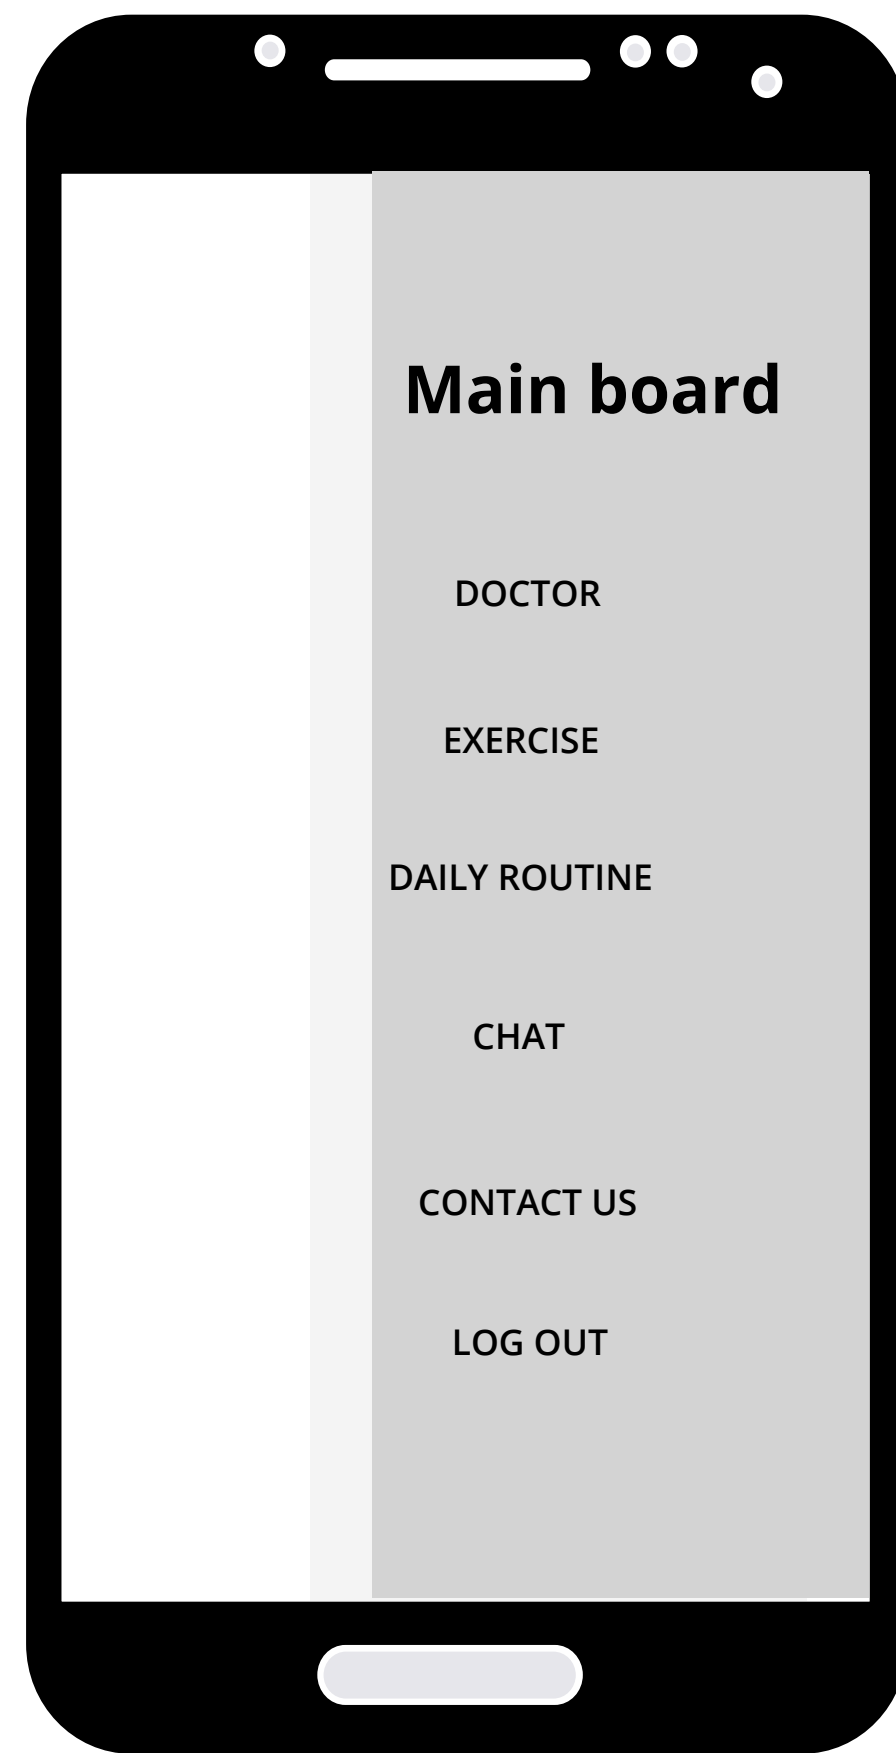 Main board
DOCTOR
EXERCISE
DAILY ROUTINE
CHAT
CONTACT US
LOG OUT